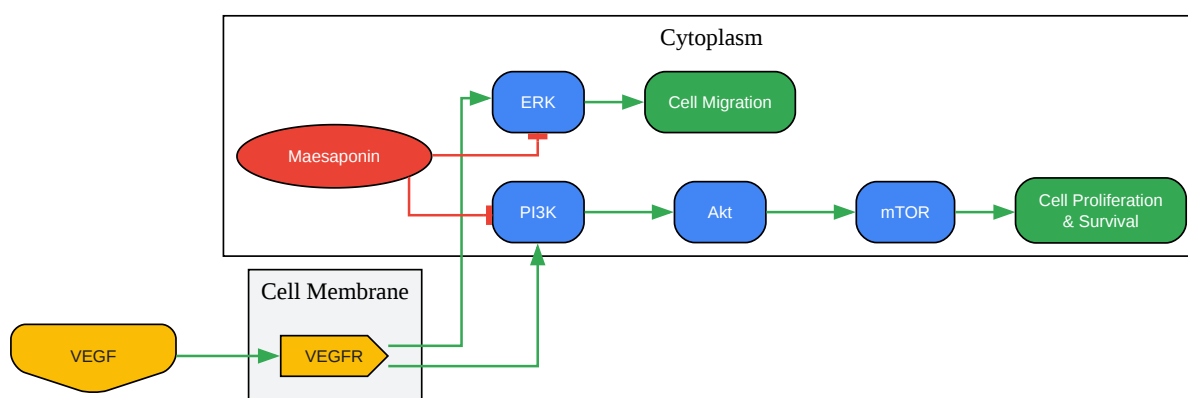 Cytoplasm
ERK
Cell Migration
Maesaponin
PI3K
Akt
mTOR
Cell Proliferation
& Survival
Cell Membrane
VEGF
VEGFR